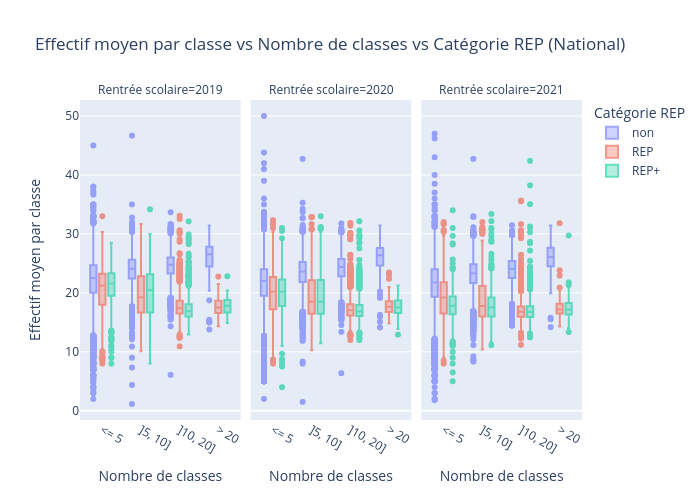 Effectif moyen par classe vs Nombre de classes vs Catégorie REP (National)
Rentrée scolaire=2019
Rentrée scolaire=2020
Rentrée scolaire=2021
Catégorie REP
non
REP
REP+
Effectif moyen par classe
50
40
30
20
10
0
<= 5
]5, 10]
]10, 20]
> 20
<= 5
]5, 10]
]10, 20]
> 20
<= 5
]5, 10]
]10, 20]
> 20
Nombre de classes
Nombre de classes
Nombre de classes